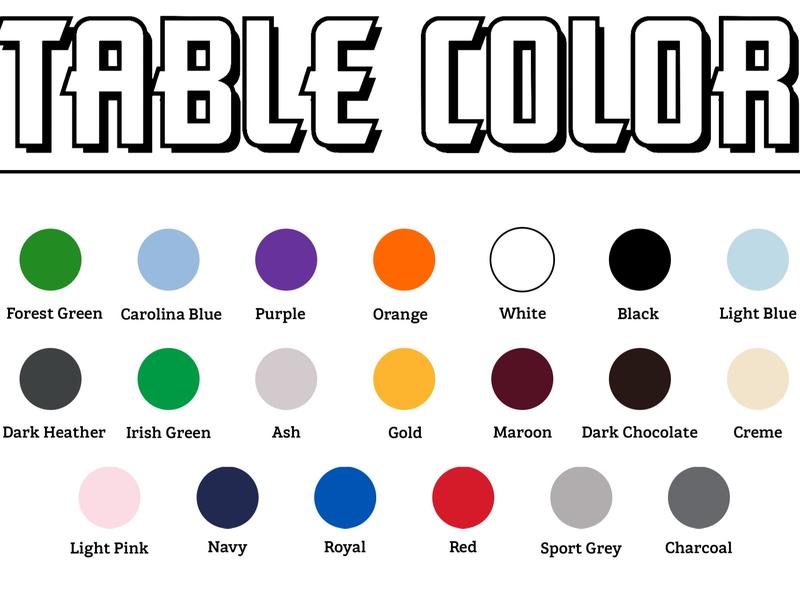 TABLE COLOR
Forest Green Carolina Blue Purple Orange White Black Light Blue
Dark Heather Irish Green Ash Gold Maroon Dark Chocolate Creme
Light Pink Navy Royal Red Sport Grey Charcoal